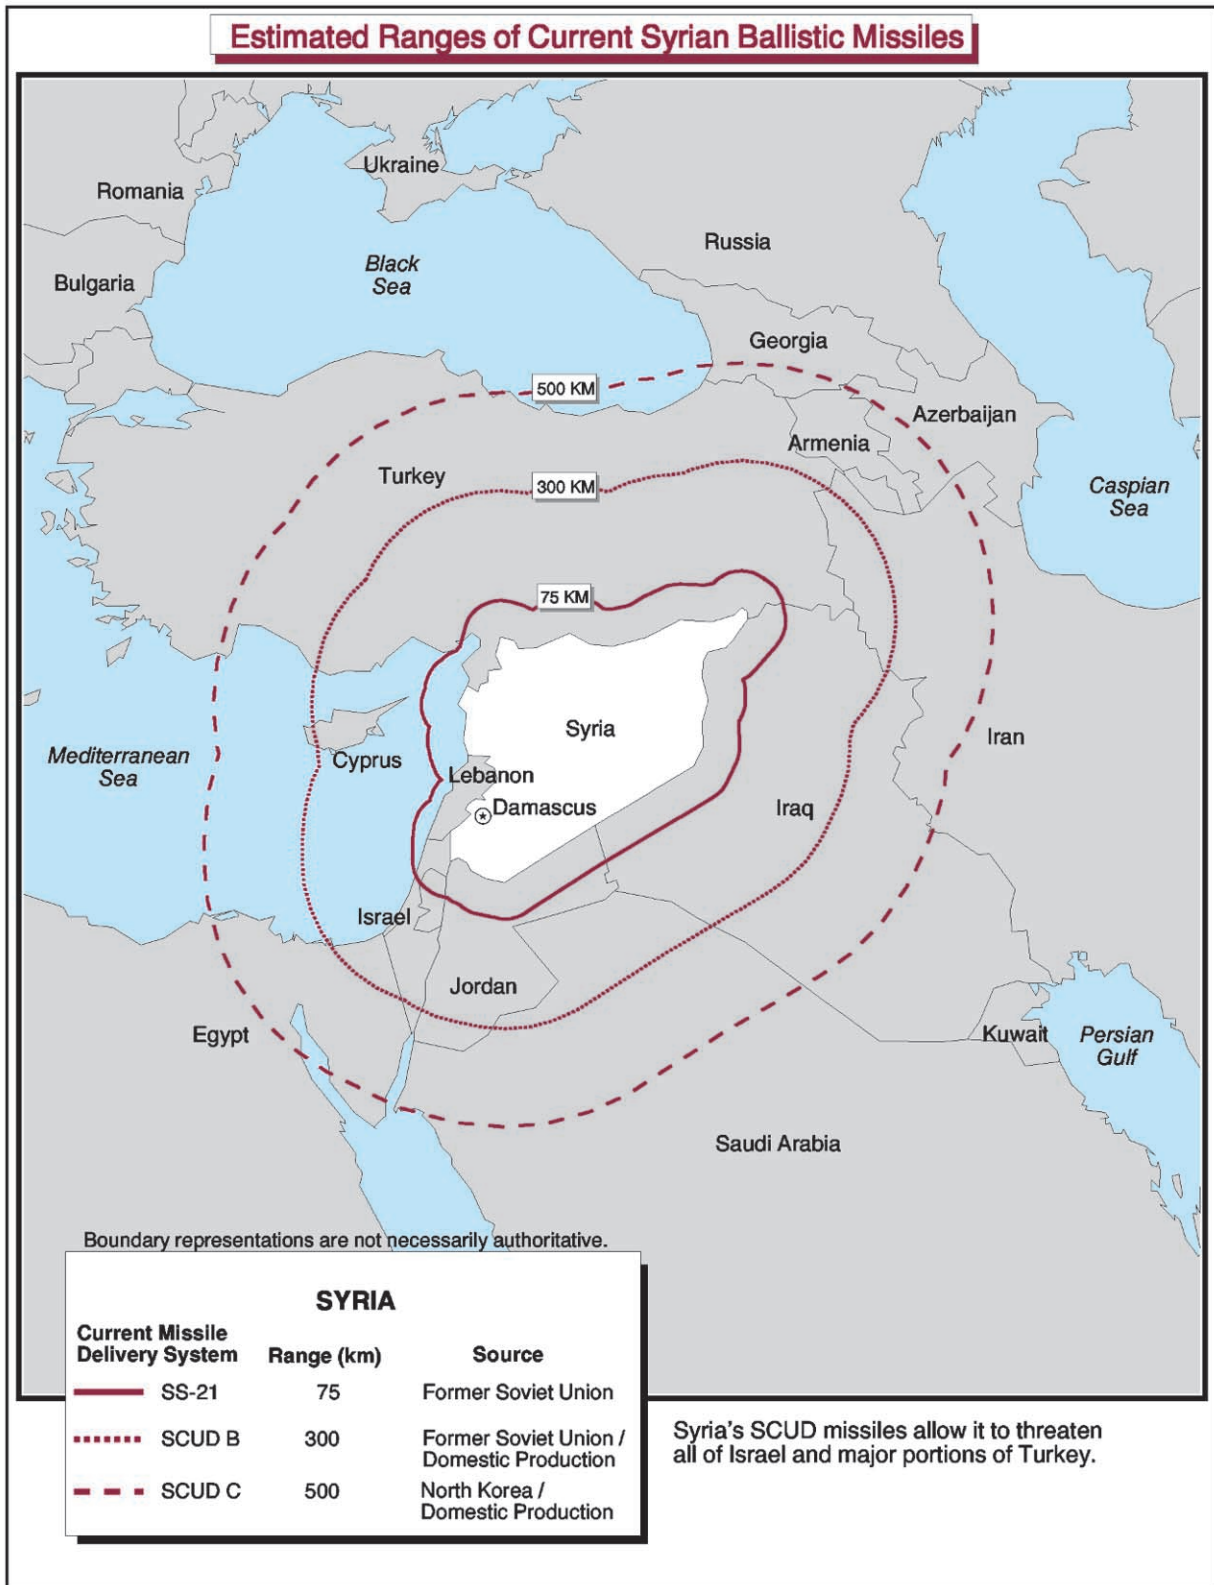 Estimated Ranges of Current Syrian Ballistic Missiles
Ukraine
Romania
Russia
Black
Sea
Bulgaria
Georgia
500 KM
Azerbaijan
Armenia
Turkey
300 KM
Caspian
Sea
75 KM
Syria
Iran
Mediterranean
Sea
Cyprus
Lebanon
Damascus
Iraq
Israel
Jordan
Egypt
Kuwait
Persian
Gulf
Saudi Arabia
Boundary representations are not necessarily authoritative.
SYRIA
Current Missile
Delivery System Range (km) Source
SS-21 75 Former Soviet Union
SCUD B 300 Former Soviet Union /
Domestic Production
SCUD C 500 North Korea /
Domestic Production
Syria's SCUD missiles allow it to threaten
all of Israel and major portions of Turkey.